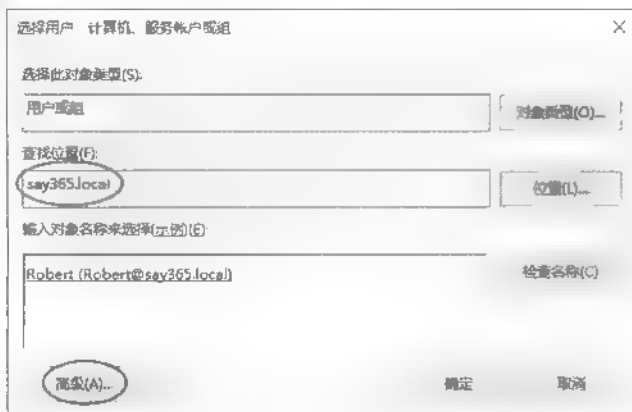 选择用户、计算机、服务帐户或组
选择此对象类型(S):
用户或组
对象类型(O)...
查找位置(F):
say365.local
位置(L)...
输入对象名称来选择(示例)(E):
Robert (Robert@say365.local)
检查名称(C)
高级(A)...
确定
取消